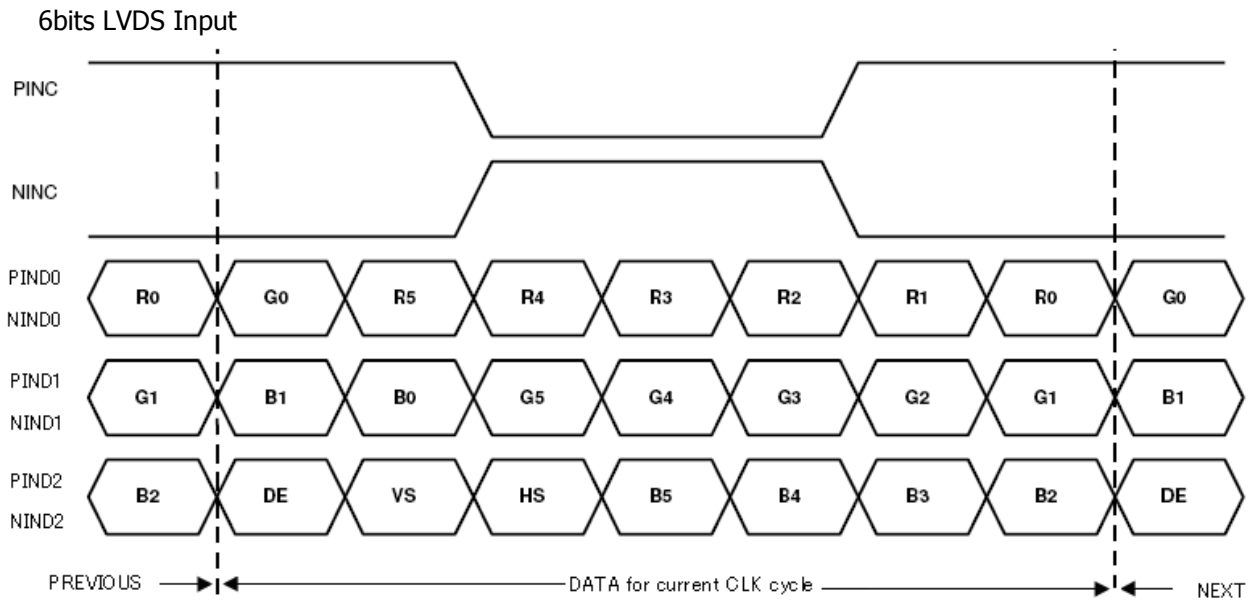 6bits LVDS Input
PINC
NINC
PIND0
NIND0
R0 G0 R5 R4 R3 R2 R1 R0 G0
PIND1
NIND1
G1 B1 B0 G5 G4 G3 G2 G1 B1
PIND2
NIND2
B2 DE VS HS B5 B4 B3 B2 DE
PREVIOUS DATA for current CLK cycle NEXT